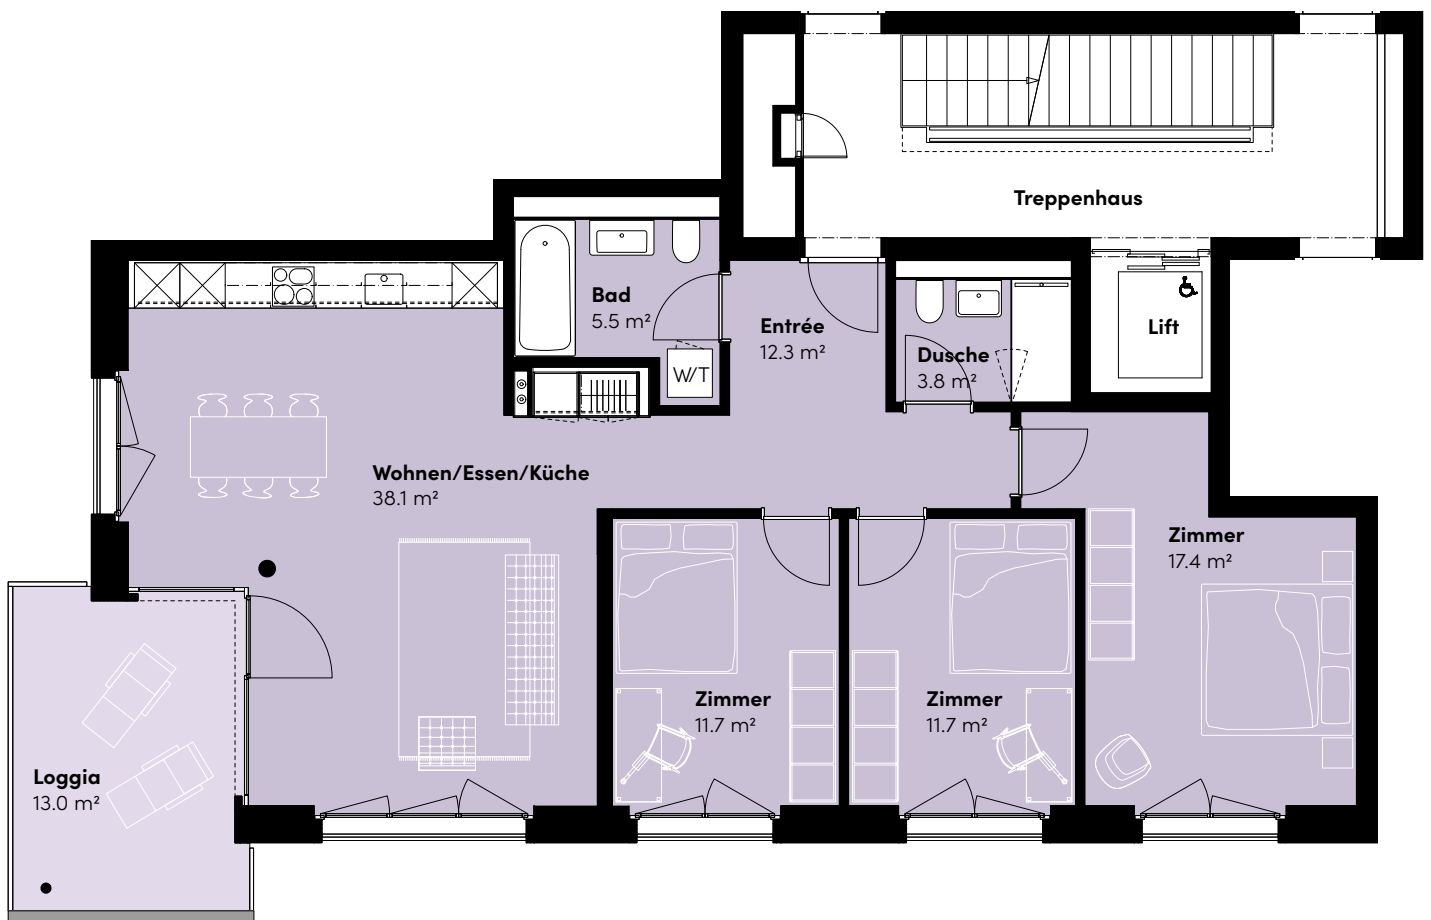 Treppenhaus
Bad
5.5 m²
Entrée
12.3 m²
Dusche
3.8 m²
Lift
W/T
Wohnen/Essen/Küche
38.1 m²
Zimmer
17.4 m²
Zimmer
11.7 m²
Zimmer
11.7 m²
Loggia
13.0 m²